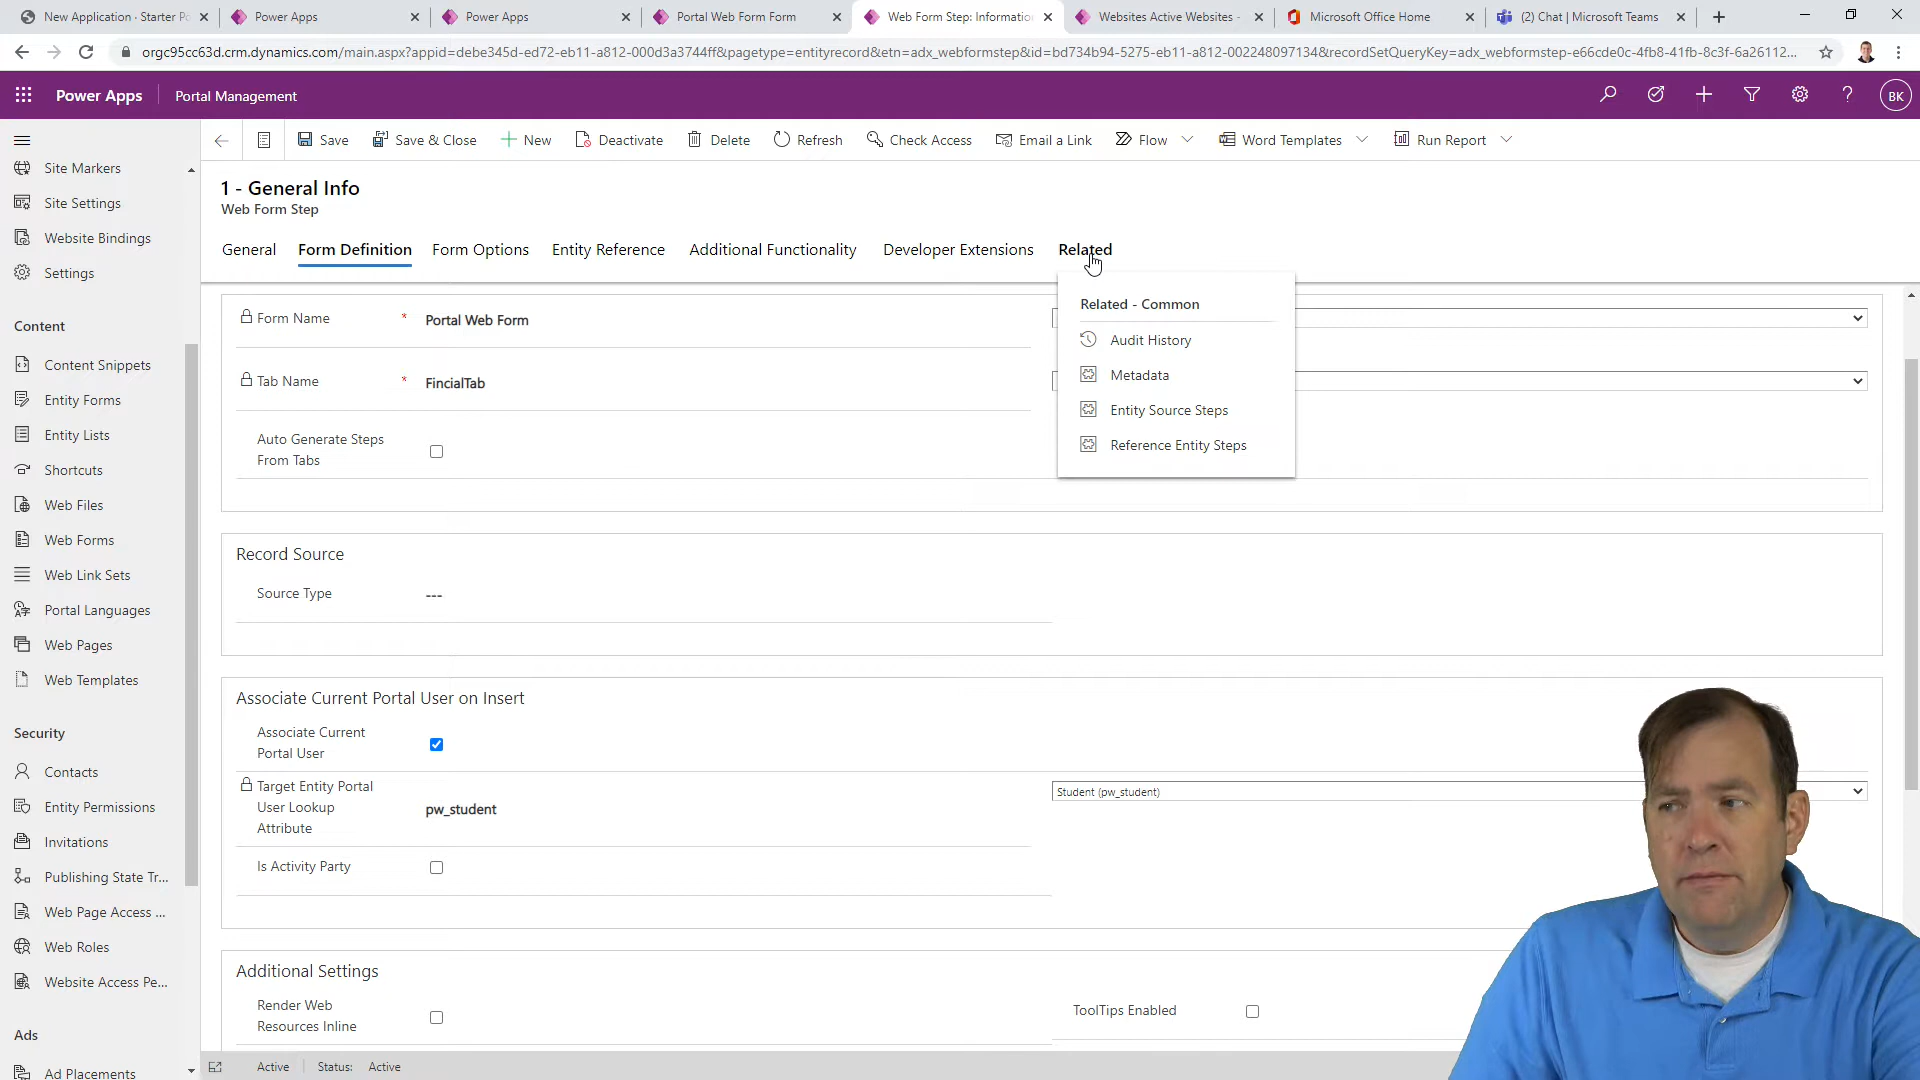 New Application · Starter Po
Power Apps
Power Apps
Portal Web Form Form
Web Form Step: Information
Websites Active Websites -
Microsoft Office Home
(2) Chat | Microsoft Teams
orgc95cc63d.crm.dynamics.com/main.aspx?appid=debe345d-ed72-eb11-a812-000d3a3744ff&pagetype=entityrecord&etn=adx_webformstep&id=bd734b94-5275-eb11-a812-002248097134&recordSetQueryKey=adx_webformstep-e66cde0c-4fb8-41fb-8c3f-6a26112...
Power Apps
Portal Management
BK
Save
Save & Close
New
Deactivate
Delete
Refresh
Check Access
Email a Link
Flow
Word Templates
Run Report
Site Markers
Site Settings
Website Bindings
Settings
Content
Content Snippets
Entity Forms
Entity Lists
Shortcuts
Web Files
Web Forms
Web Link Sets
Portal Languages
Web Pages
Web Templates
Security
Contacts
Entity Permissions
Invitations
Publishing State Tr...
Web Page Access ...
Web Roles
Website Access Pe...
Ads
Ad Placements
1 - General Info
Web Form Step
General
Form Definition
Form Options
Entity Reference
Additional Functionality
Developer Extensions
Related
Related - Common
Audit History
Metadata
Entity Source Steps
Reference Entity Steps
Form Name
*
Portal Web Form
Tab Name
*
FincialTab
Auto Generate Steps
From Tabs
Record Source
Source Type
---
Associate Current Portal User on Insert
Associate Current
Portal User
Target Entity Portal
User Lookup
Attribute
pw_student
Student (pw_student)
Is Activity Party
Additional Settings
Render Web
Resources Inline
ToolTips Enabled
Active
Status:
Active